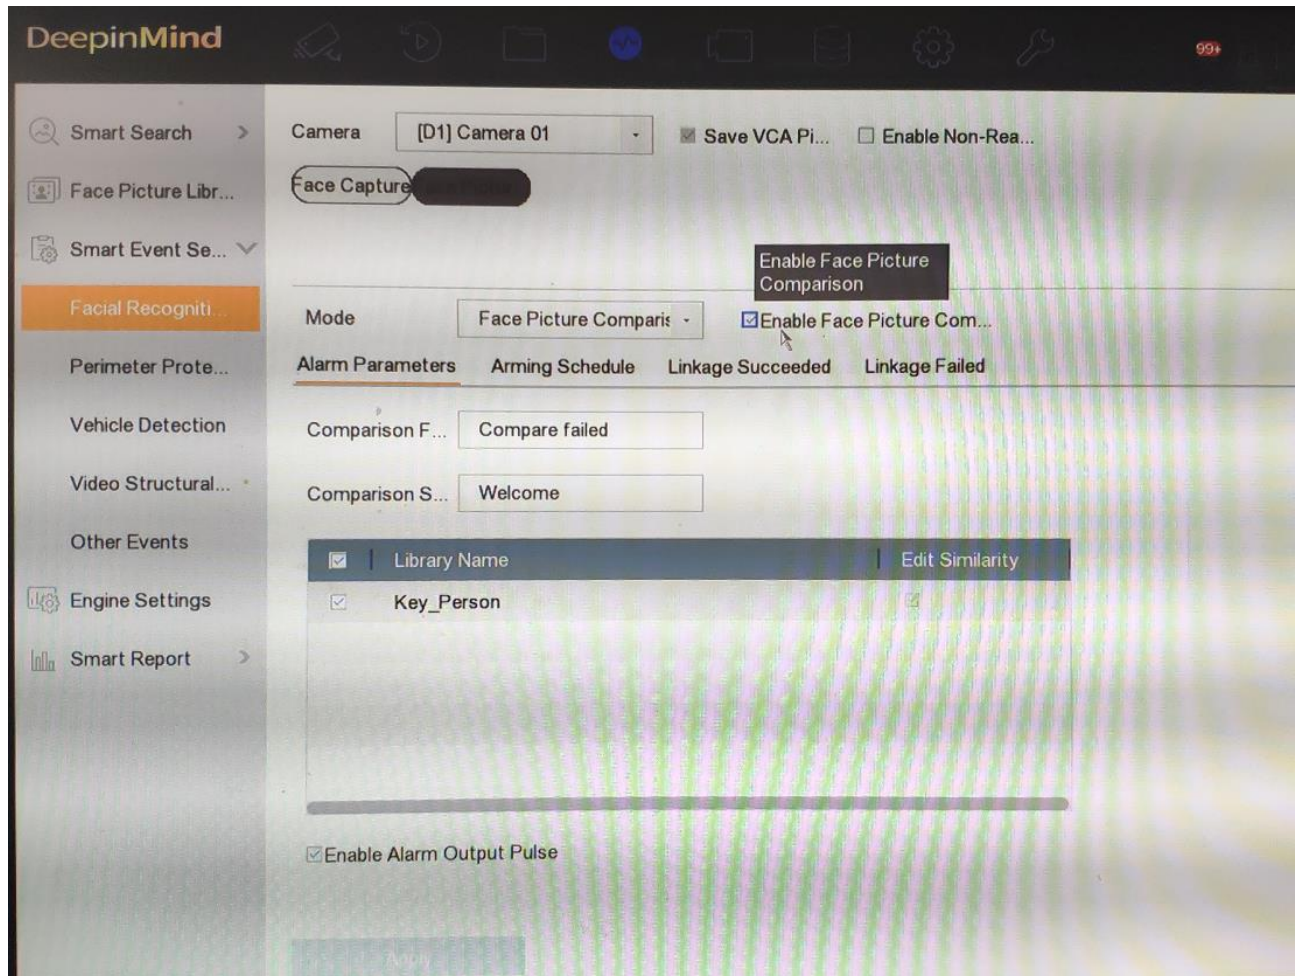 DeepinMind
99+
Smart Search
Face Picture Libr...
Smart Event Se...
Facial Recogniti...
Perimeter Prote...
Vehicle Detection
Video Structural...
Other Events
Engine Settings
Smart Report
Camera [D1] Camera 01 Save VCA Pi... Enable Non-Rea...
Face Capture
Enable Face Picture
Comparison
Mode Face Picture Comparis Enable Face Picture Com...
Alarm Parameters Arming Schedule Linkage Succeeded Linkage Failed
Comparison F... Compare failed
Comparison S... Welcome
Library Name Edit Similarity
Key_Person
Enable Alarm Output Pulse
Apply